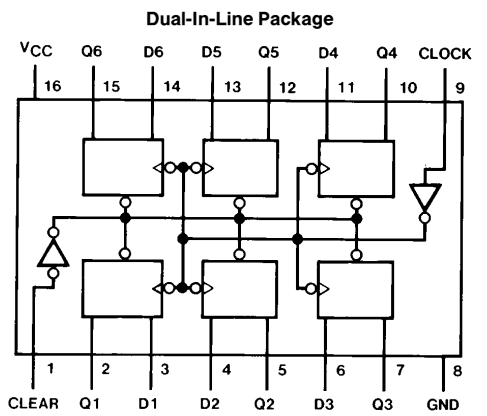 Dual-In-Line Package
VCC Q6 D6 D5 Q5 D4 Q4 CLOCK
16 15 14 13 12 11 10 9
1 2 3 4 5 6 7 8
CLEAR Q1 D1 D2 Q2 D3 Q3 GND